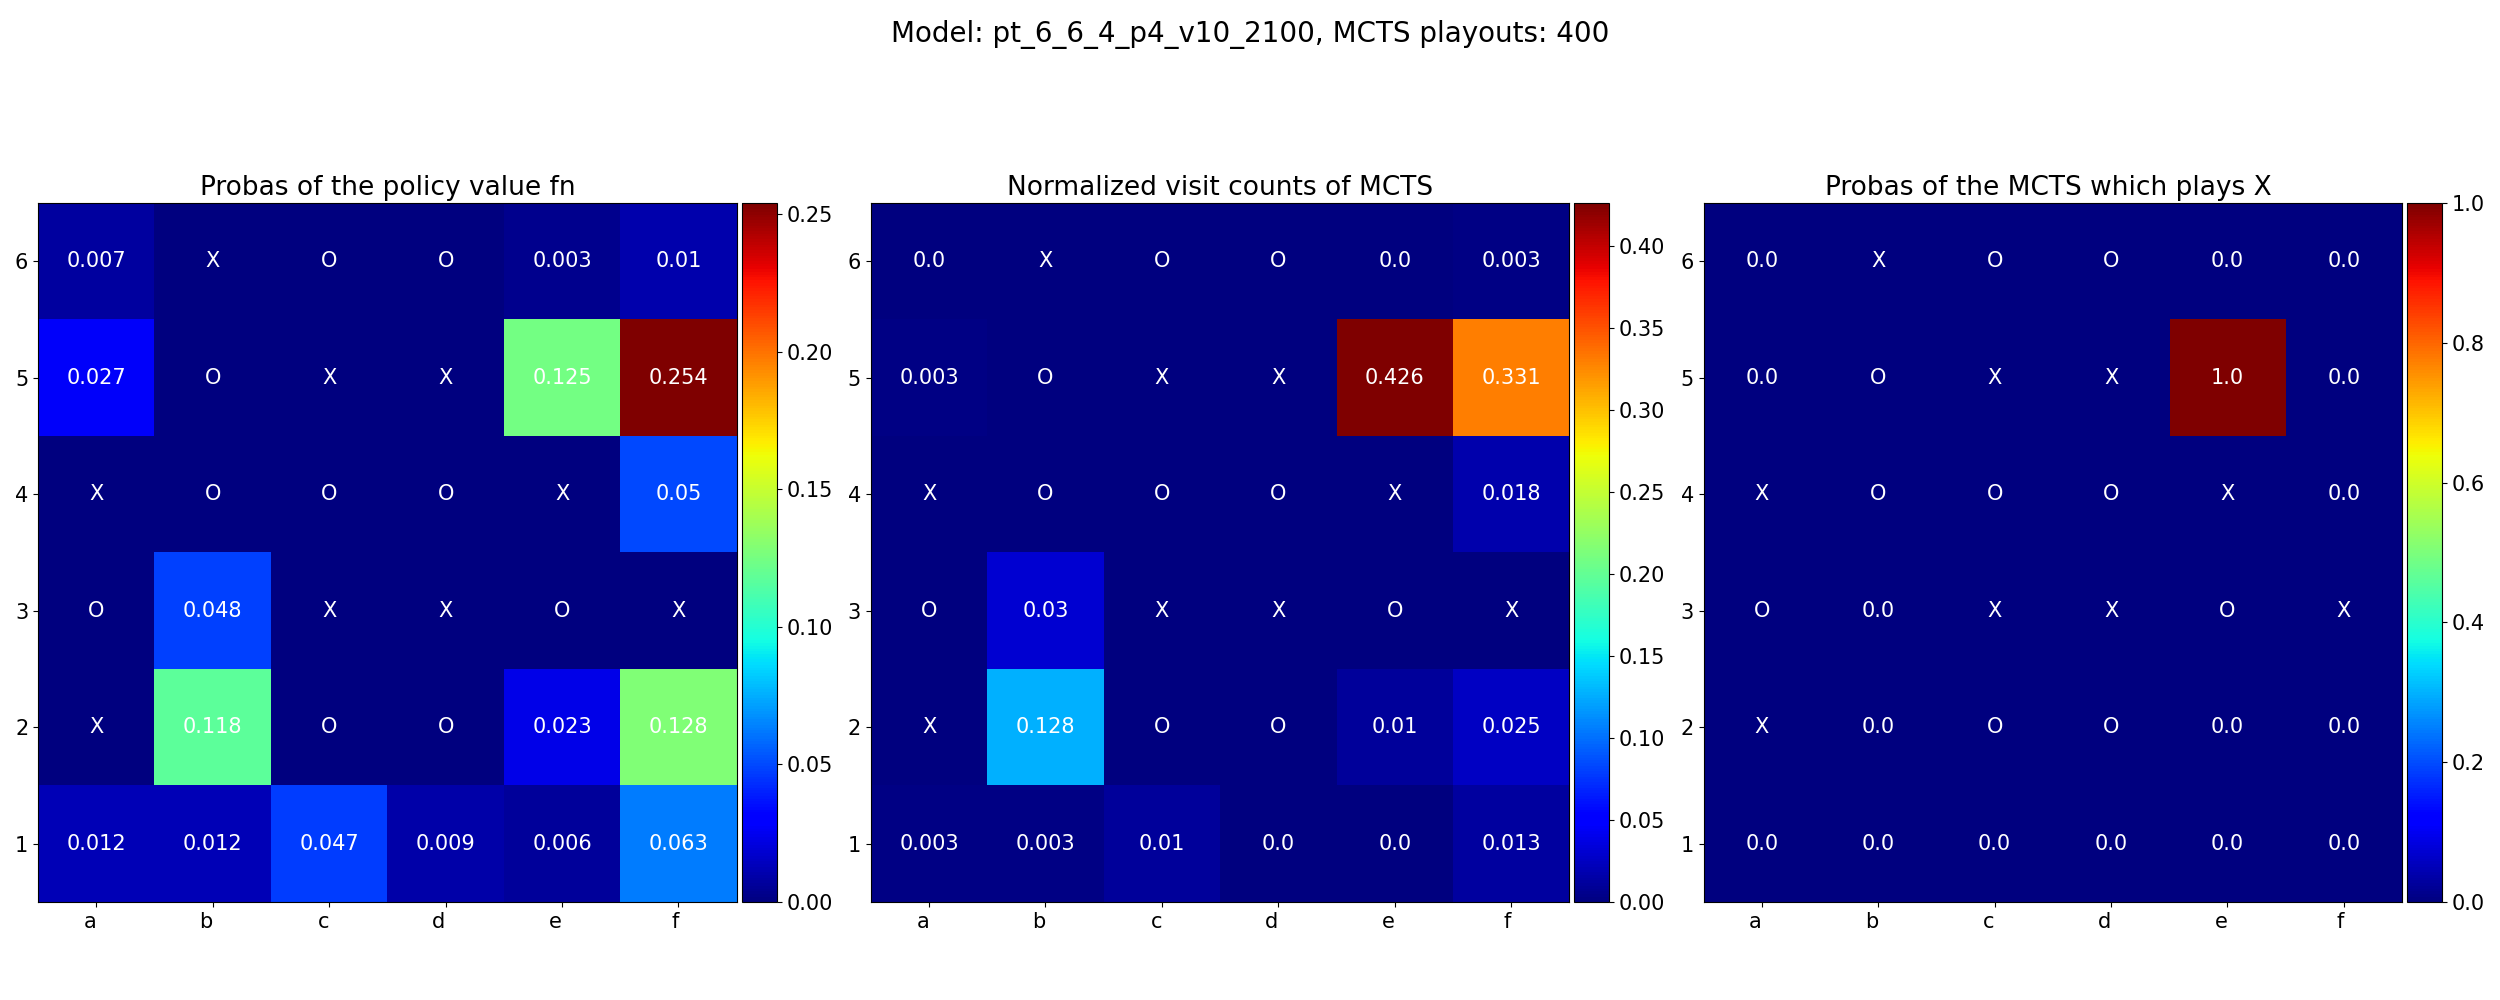 Model: pt_6_6_4_p4_v10_2100, MCTS playouts: 400
Probas of the policy value fn
6 0.007 X O O 0.003 0.01
5 0.027 O X X 0.125 0.254
4 X O O O X 0.05
3 O 0.048 X X O X
2 X 0.118 O O 0.023 0.128
1 0.012 0.012 0.047 0.009 0.006 0.063
a b c d e f
0.25
0.20
0.15
0.10
0.05
0.00
Normalized visit counts of MCTS
6 0.0 X O O 0.0 0.003
5 0.003 O X X 0.426 0.331
4 X O O O X 0.018
3 O 0.03 X X O X
2 X 0.128 O O 0.01 0.025
1 0.003 0.003 0.01 0.0 0.0 0.013
a b c d e f
0.40
0.35
0.30
0.25
0.20
0.15
0.10
0.05
0.00
Probas of the MCTS which plays X
6 0.0 X O O 0.0 0.0
5 0.0 O X X 1.0 0.0
4 X O O O X 0.0
3 O 0.0 X X O X
2 X 0.0 O O 0.0 0.0
1 0.0 0.0 0.0 0.0 0.0 0.0
a b c d e f
1.0
0.8
0.6
0.4
0.2
0.0